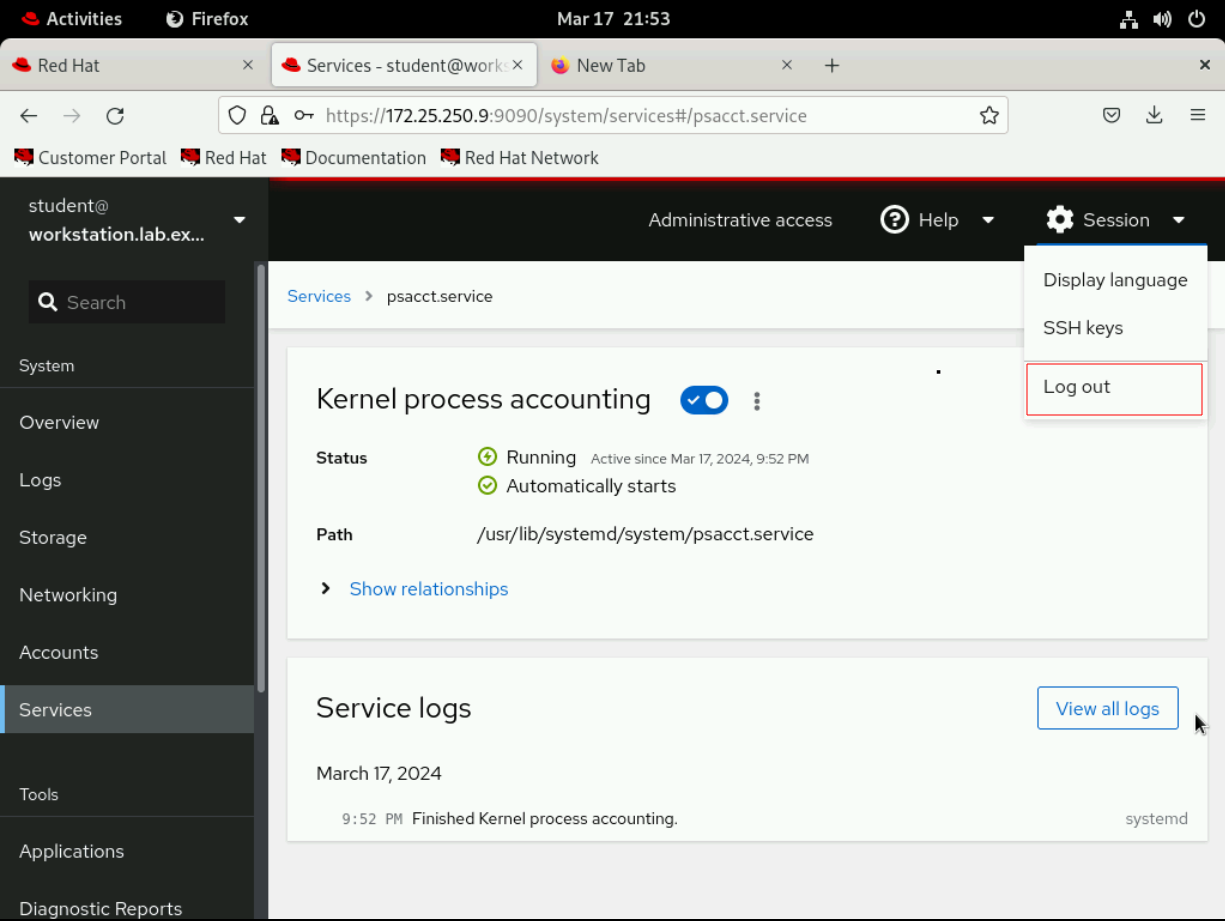 Activities Firefox Mar 17 21:53
Red Hat Services - student@works New Tab
https://172.25.250.9:9090/system/services#/psacct.service
Customer Portal Red Hat Documentation Red Hat Network
student@
workstation.lab.ex...
Administrative access Help Session
Display language
SSH keys
Log out
Search
System
Overview
Logs
Storage
Networking
Accounts
Services
Tools
Applications
Diagnostic Reports
Services psacct.service
Kernel process accounting
Status Running Active since Mar 17, 2024, 9:52 PM
Automatically starts
Path /usr/lib/systemd/system/psacct.service
Show relationships
Service logs View all logs
March 17, 2024
9:52 PM Finished Kernel process accounting. systemd